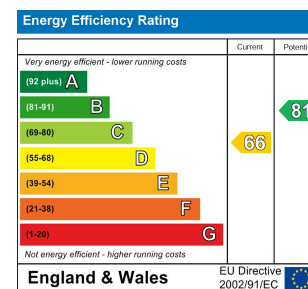 Energy Efficiency Rating
Current Potenti
Very energy efficient - lower running costs
(92 plus) A
(81-91) B
(69-80) C
(55-68) D
(39-54) E
(21-38) F
(1-20) G
66
81
Not energy efficient - higher running costs
England & Wales
EU Directive
2002/91/EC